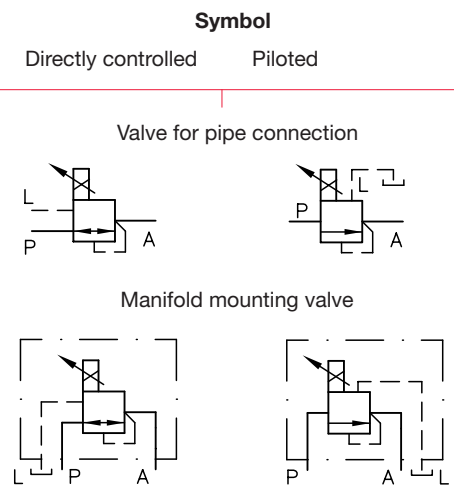 Symbol
Directly controlled Piloted
Valve for pipe connection
L P A P L A
Manifold mounting valve
L P A P A L